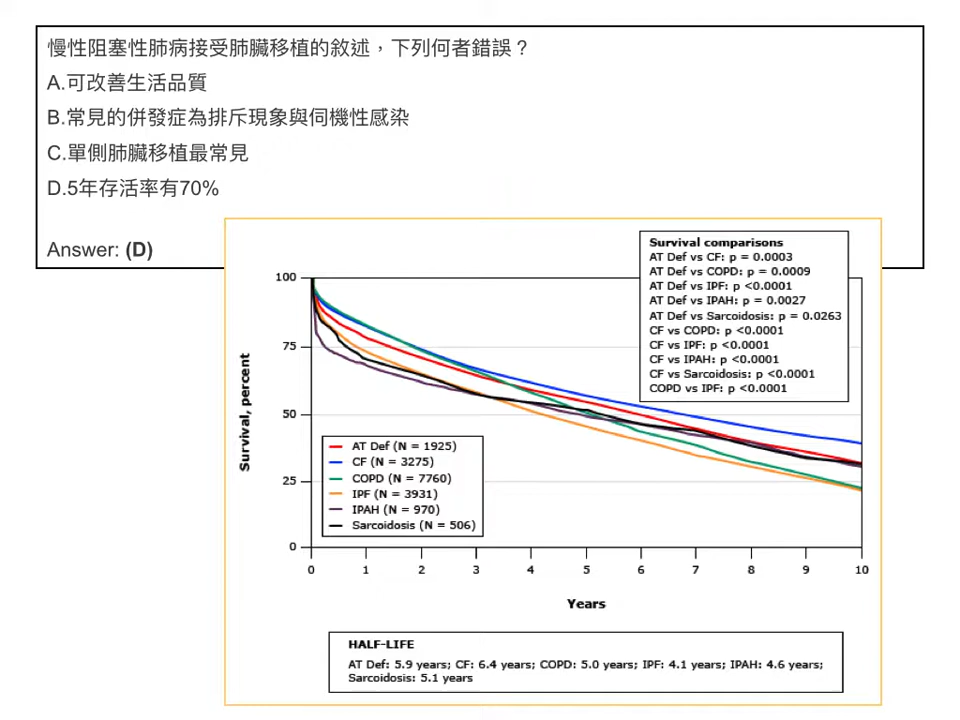 慢性阻塞性肺病接受肺臟移植的敘述，下列何者錯誤？
A.可改善生活品質
B.常見的併發症為排斥現象與伺機性感染
C.單側肺臟移植最常見
D.5年存活率有70%
Answer: (D)
Survival comparisons
AT Def vs CF: p = 0.0003
AT Def vs COPD: p = 0.0009
AT Def vs IPF: p <0.0001
AT Def vs IPAH: p = 0.0027
AT Def vs Sarcoidosis: p = 0.0263
CF vs COPD: p <0.0001
CF vs IPF: p <0.0001
CF vs IPAH: p <0.0001
CF vs Sarcoidosis: p <0.0001
COPD vs IPF: p <0.0001
100
75
50
25
0
Survival, percent
AT Def (N = 1925)
CF (N = 3275)
COPD (N = 7760)
IPF (N = 3931)
IPAH (N = 970)
Sarcoidosis (N = 506)
0 1 2 3 4 5 6 7 8 9 10
Years
HALF-LIFE
AT Def: 5.9 years; CF: 6.4 years; COPD: 5.0 years; IPF: 4.1 years; IPAH: 4.6 years;
Sarcoidosis: 5.1 years